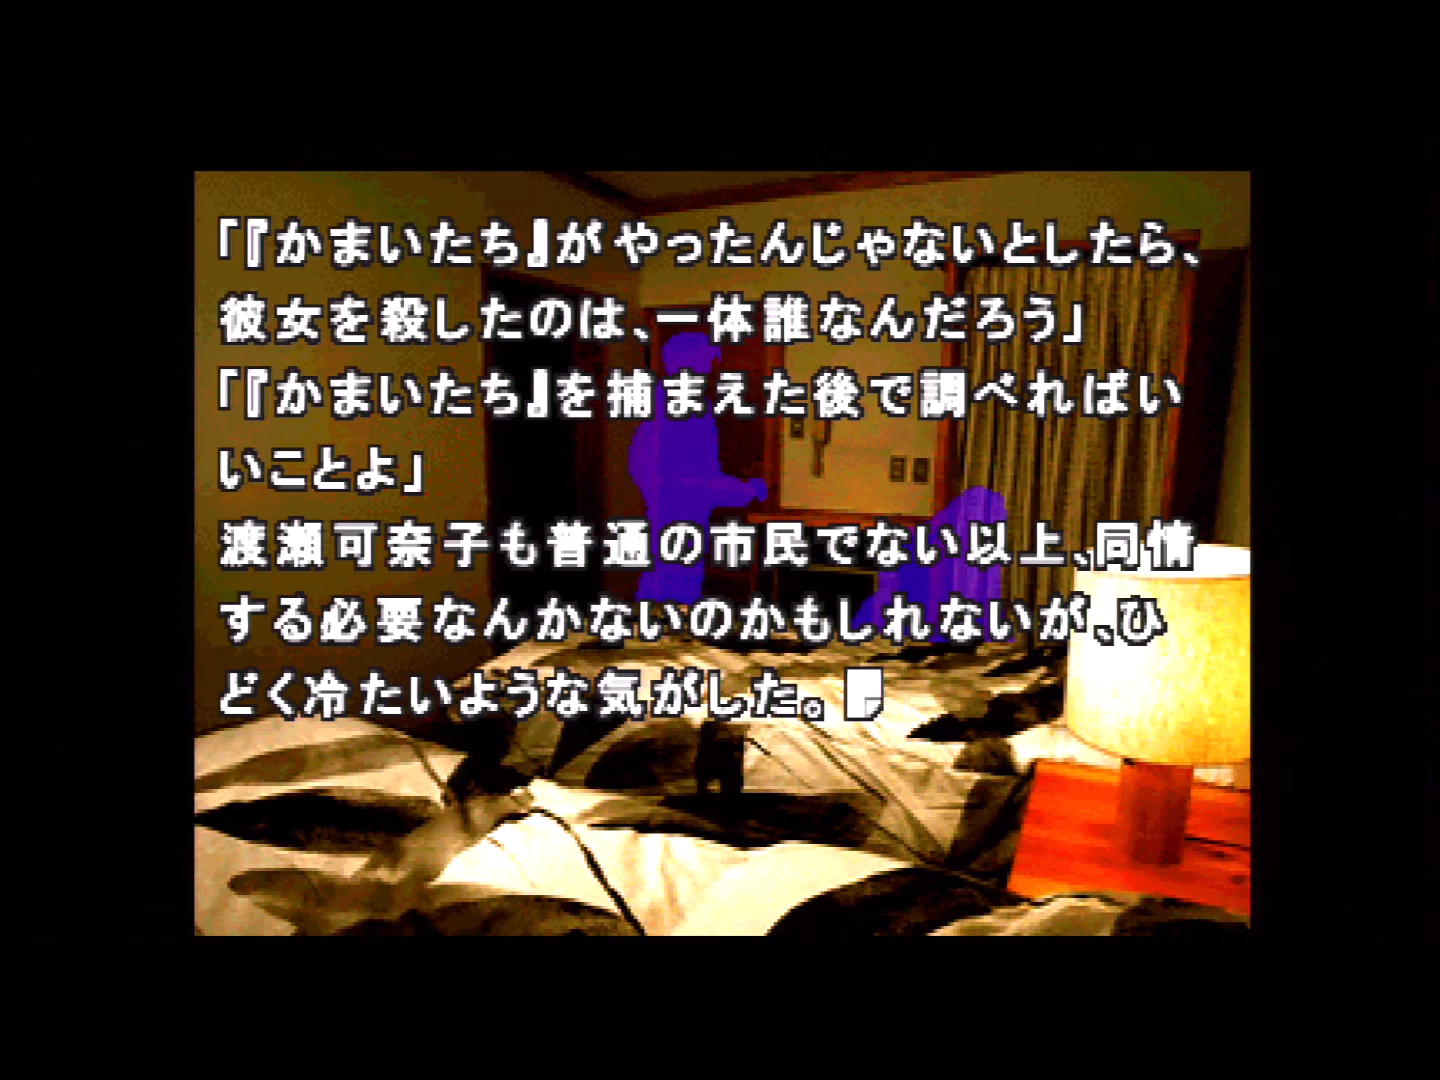 「『かまいたち』がやったんじゃないとしたら、
彼女を殺したのは、一体誰なんだろう」
「『かまいたち』を捕まえた後で調べればい
いことよ」
渡瀬可奈子も普通の市民でない以上、同情
する必要なんかないのかもしれないが、ひ
どく冷たいような気がした。